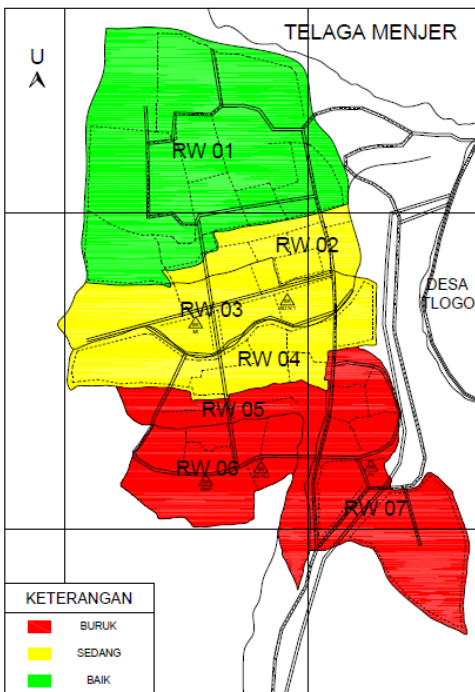 TELAGA MENJER
U
RW 01
RW 02
DESA
TLOGO
RW 03
RW 04
RW 05
RW 06
RW 07
KETERANGAN
BURUK
SEDANG
BAIK